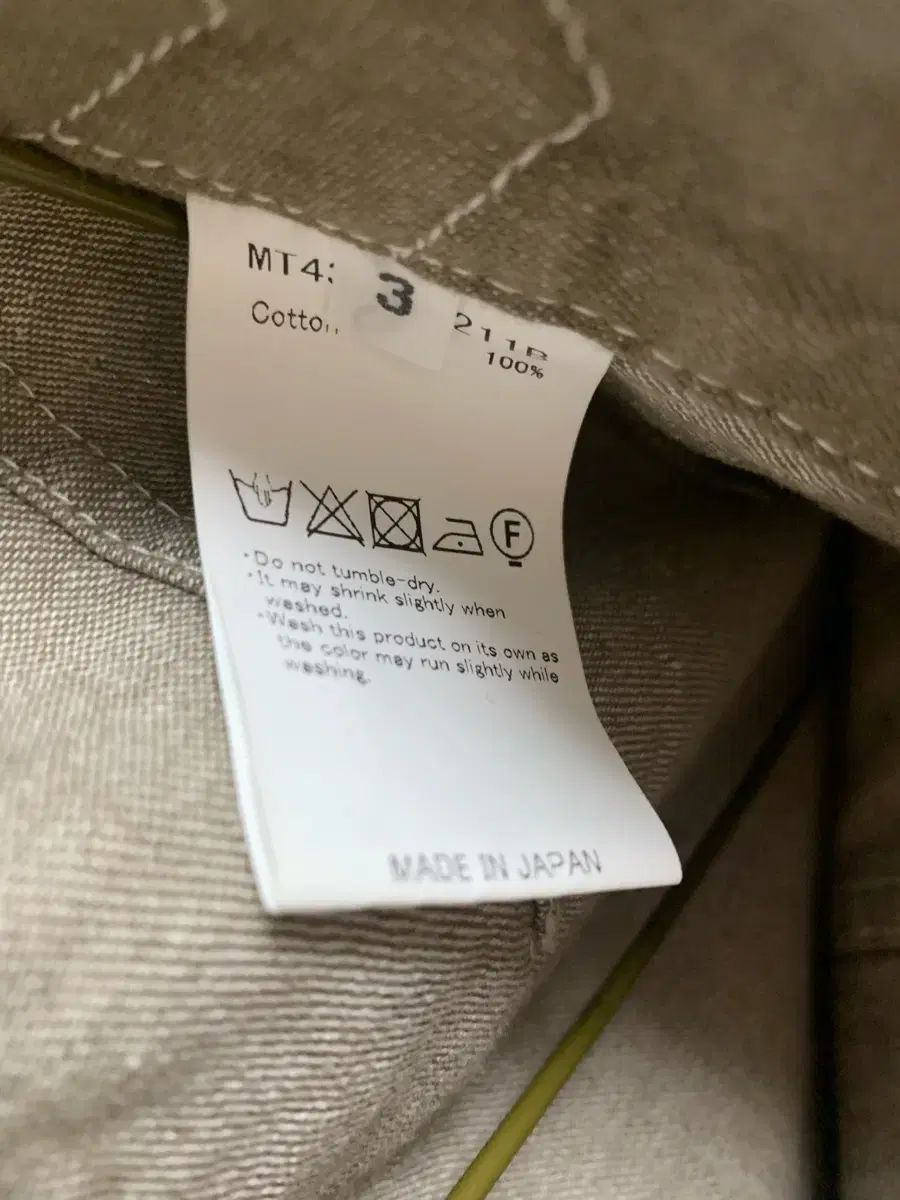 MT4: 3 211B
Cotton 100%
F
·Do not tumble-dry.
·It may shrink slightly when
washed.
·Wash this product on its own as
the color may run slightly while
washing.
MADE IN JAPAN